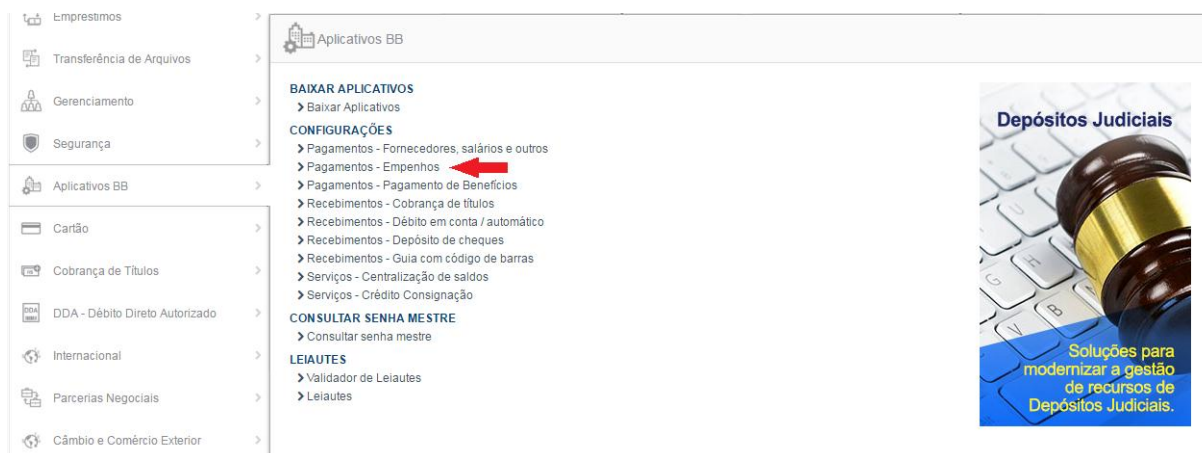 Empréstimos
Transferência de Arquivos
Gerenciamento
Segurança
Aplicativos BB
Cartão
Cobrança de Títulos
DDA - Débito Direto Autorizado
Internacional
Parcerias Negociais
Câmbio e Comércio Exterior
Aplicativos BB
BAIXAR APLICATIVOS
Baixar Aplicativos
CONFIGURAÇÕES
Pagamentos - Fornecedores, salários e outros
Pagamentos - Empenhos
Pagamentos - Pagamento de Benefícios
Recebimentos - Cobrança de títulos
Recebimentos - Débito em conta / automático
Recebimentos - Depósito de cheques
Recebimentos - Guia com código de barras
Serviços - Centralização de saldos
Serviços - Crédito Consignação
CONSULTAR SENHA MESTRE
Consultar senha mestre
LEIAUTES
Validador de Leiautes
Leiautes
Depósitos Judiciais
Soluções para
modernizar a gestão
de recursos de
Depósitos Judiciais.